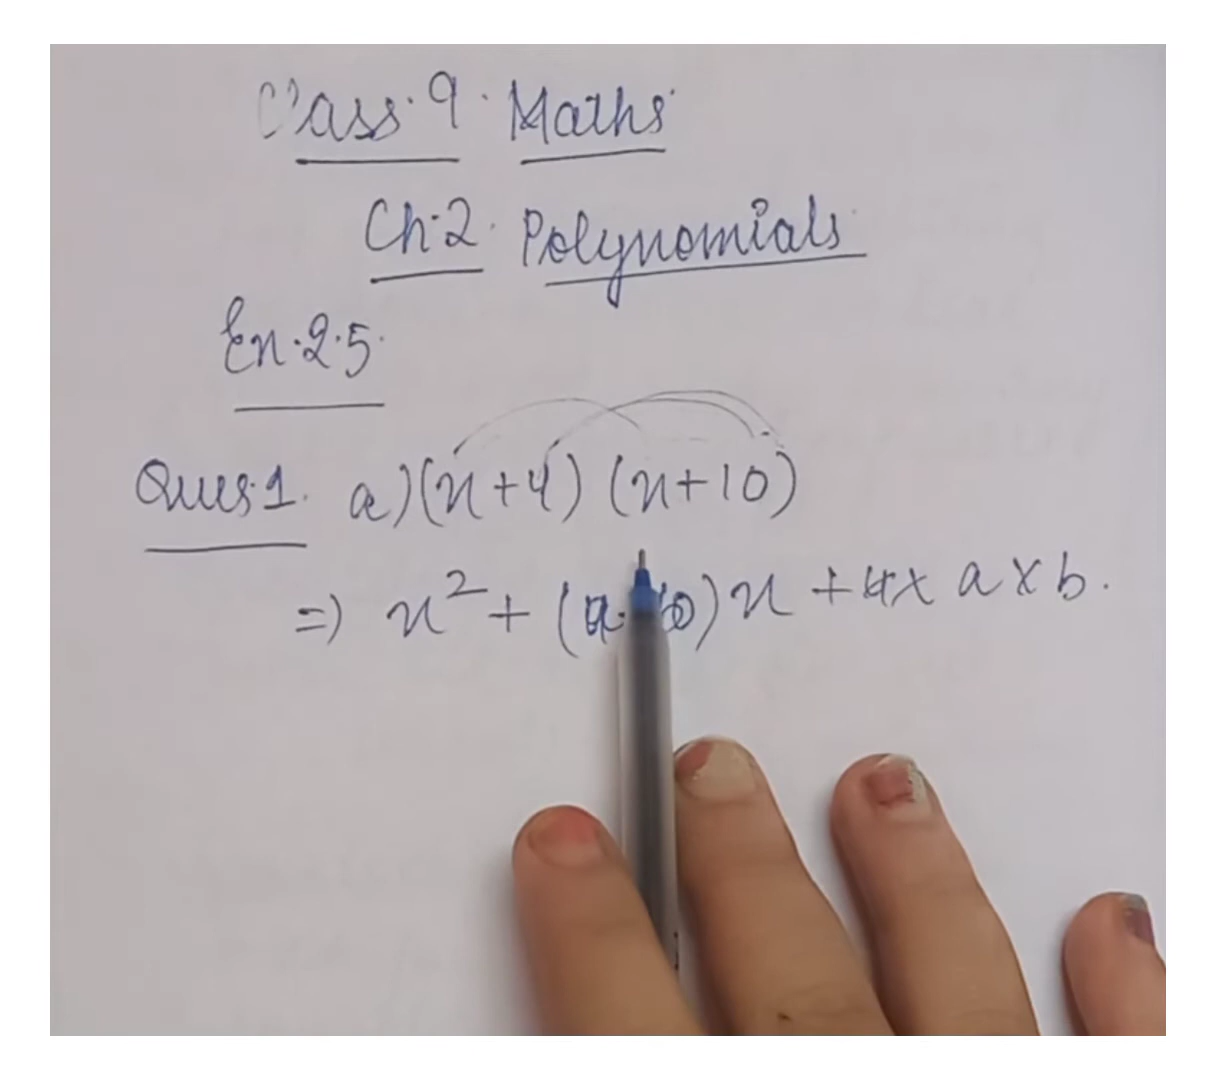 Class 9 Maths
Ch:2. Polynomials
Ex.2.5.
Ques:1. a) (x+4) (x+10)
=) x² + ( )x + 4x a x b.